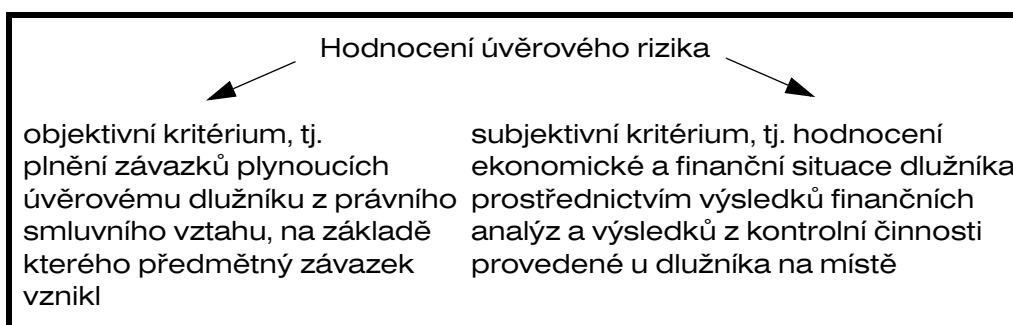 Hodnocení úvěrového rizika
objektivní kritérium, tj.
plnění závazků plynoucích
úvěrovému dlužníku z právního
smluvního vztahu, na základě
kterého předmětný závazek
vznikl
subjektivní kritérium, tj. hodnocení
ekonomické a finanční situace dlužníka
prostřednictvím výsledků finančních
analýz a výsledků z kontrolní činnosti
provedené u dlužníka na místě